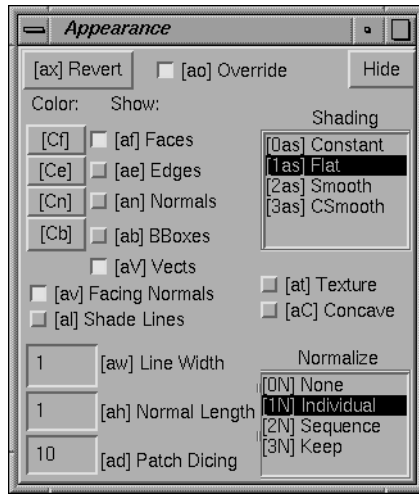 Appearance
[ax] Revert [ao] Override Hide
Color: Show:
Shading
[Cf] [af] Faces
[Ce] [ae] Edges
[Cn] [an] Normals
[Cb] [ab] BBoxes
[aV] Vects
[0as] Constant
[1as] Flat
[2as] Smooth
[3as] CSmooth
[av] Facing Normals
[al] Shade Lines
[at] Texture
[aC] Concave
1 [aw] Line Width
1 [ah] Normal Length
10 [ad] Patch Dicing
Normalize
[0N] None
[1N] Individual
[2N] Sequence
[3N] Keep